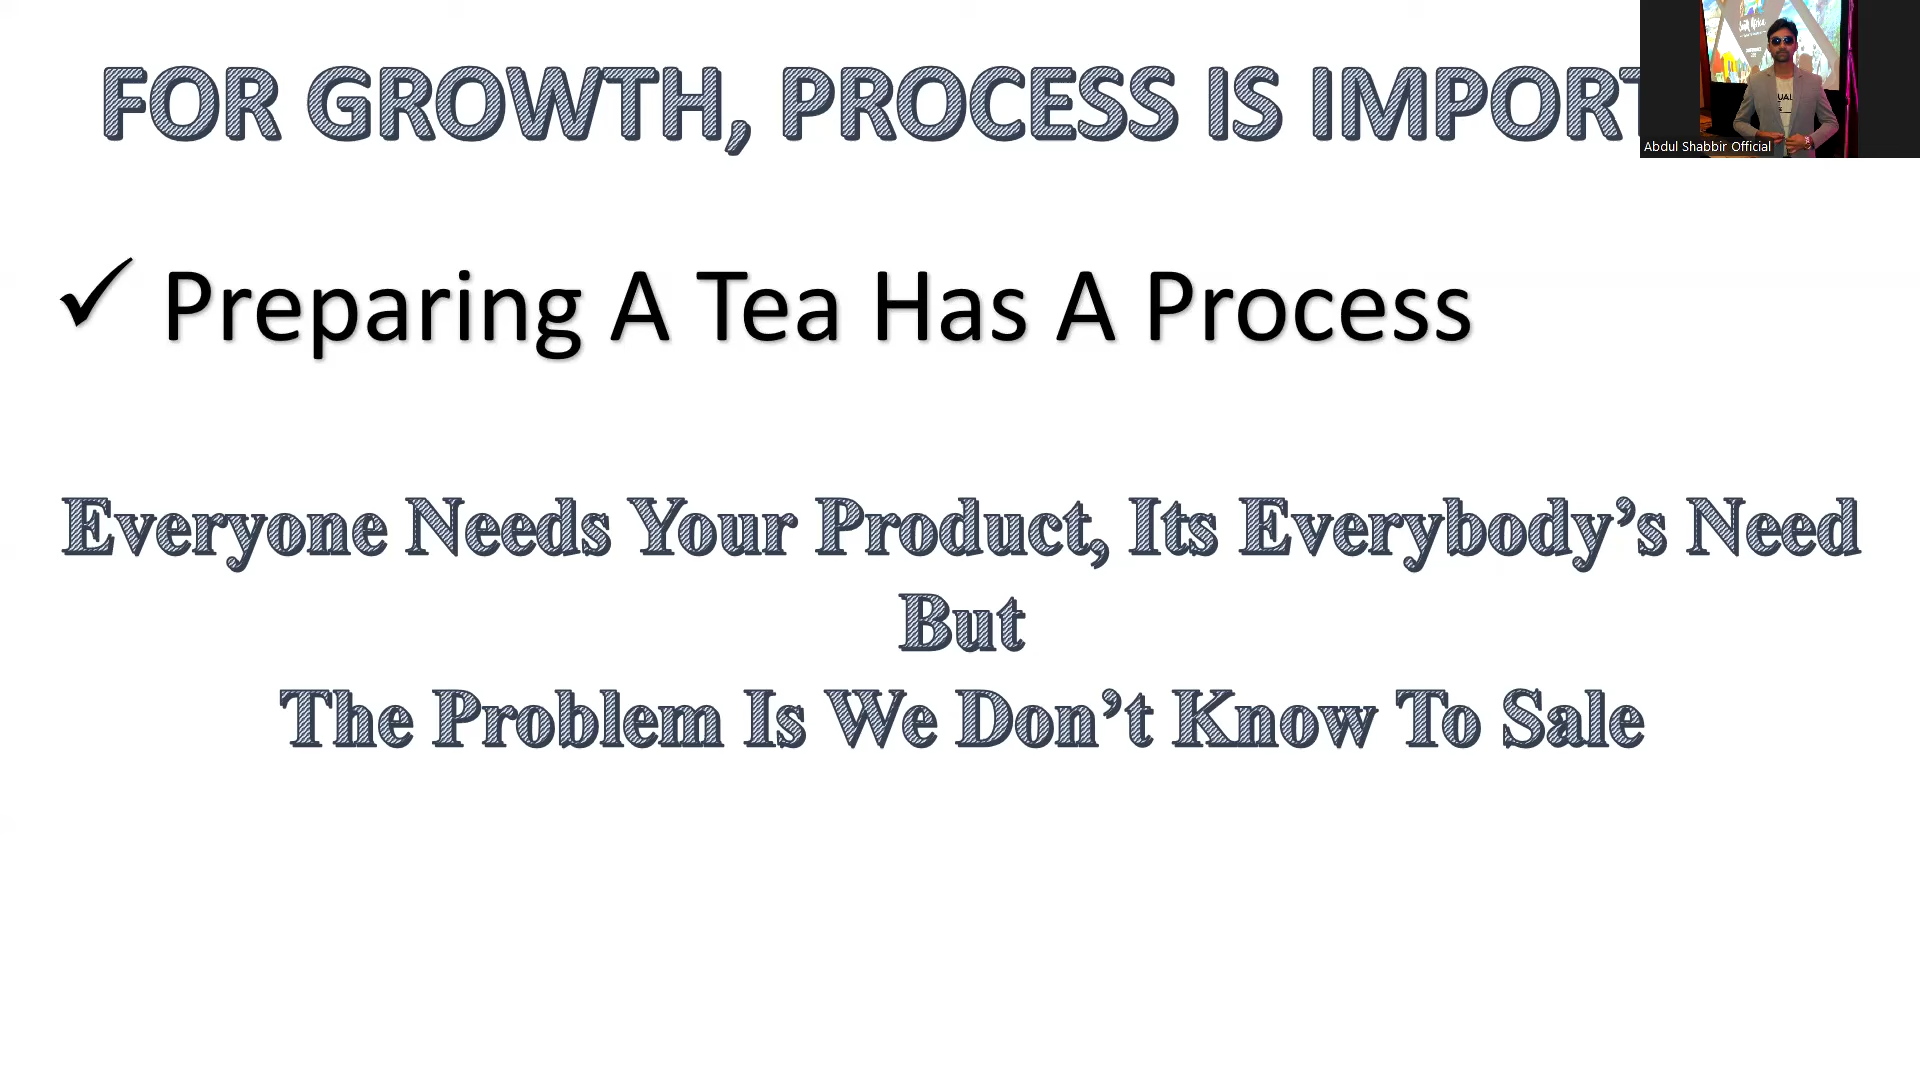 FOR GROWTH, PROCESS IS IMPORT
Abdul Shabbir Official
✓ Preparing A Tea Has A Process
Everyone Needs Your Product, Its Everybody’s Need
But
The Problem Is We Don’t Know To Sale